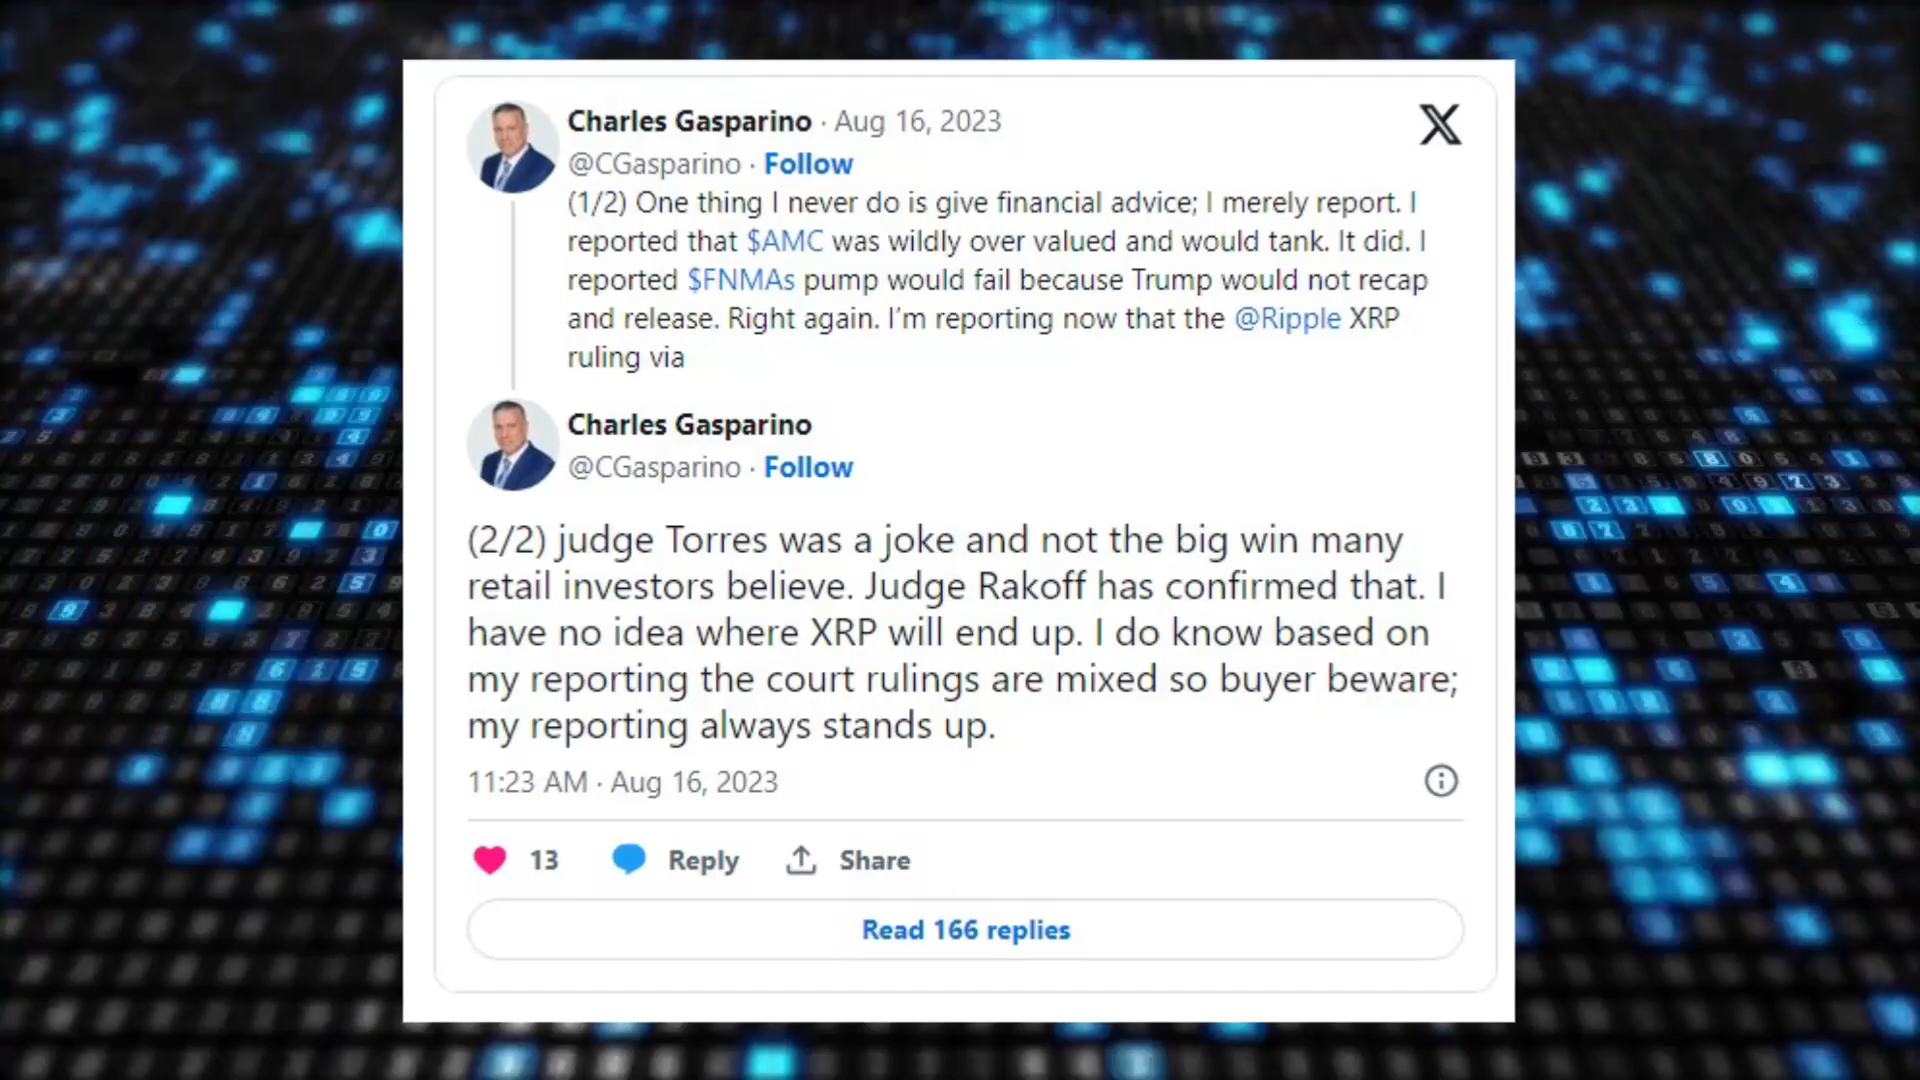 Charles Gasparino · Aug 16, 2023
@CGasparino · Follow
(1/2) One thing I never do is give financial advice; I merely report. I
reported that $AMC was wildly over valued and would tank. It did. I
reported $FNMAs pump would fail because Trump would not recap
and release. Right again. I'm reporting now that the @Ripple XRP
ruling via
Charles Gasparino
@CGasparino · Follow
(2/2) judge Torres was a joke and not the big win many
retail investors believe. Judge Rakoff has confirmed that. I
have no idea where XRP will end up. I do know based on
my reporting the court rulings are mixed so buyer beware;
my reporting always stands up.
11:23 AM · Aug 16, 2023
13 Reply Share
Read 166 replies